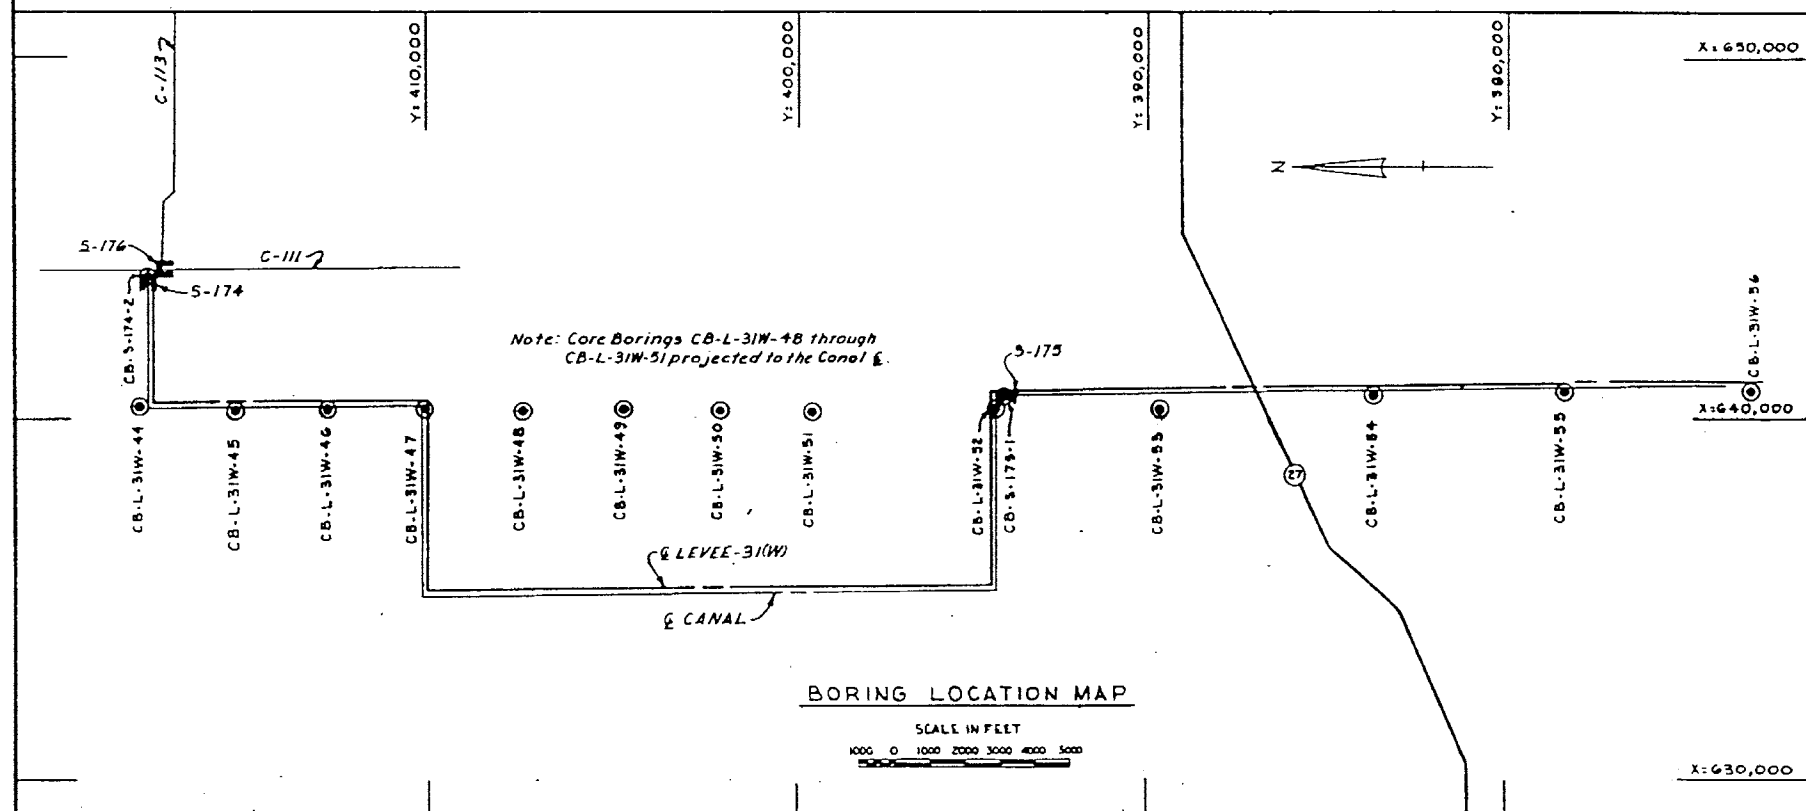 C-113
Y: 410,000
Y: 400,000
Y: 390,000
Y: 380,000
X: 650,000
N
S-176
C-111
S-174
CB-S-174-2
Note: Core Borings CB-L-31W-48 through
CB-L-31W-51 projected to the Canal ℄.
S-175
CB-L-31W-56
X: 640,000
CB-L-31W-44
CB-L-31W-45
CB-L-31W-46
CB-L-31W-47
CB-L-31W-48
CB-L-31W-49
CB-L-31W-50
CB-L-31W-51
CB-L-31W-52
CB-S-175-1
CB-L-31W-53
27
CB-L-31W-54
CB-L-31W-55
℄ LEVEE-31(W)
℄ CANAL
BORING LOCATION MAP
SCALE IN FEET
1000 0 1000 2000 3000 4000 5000
X: 630,000